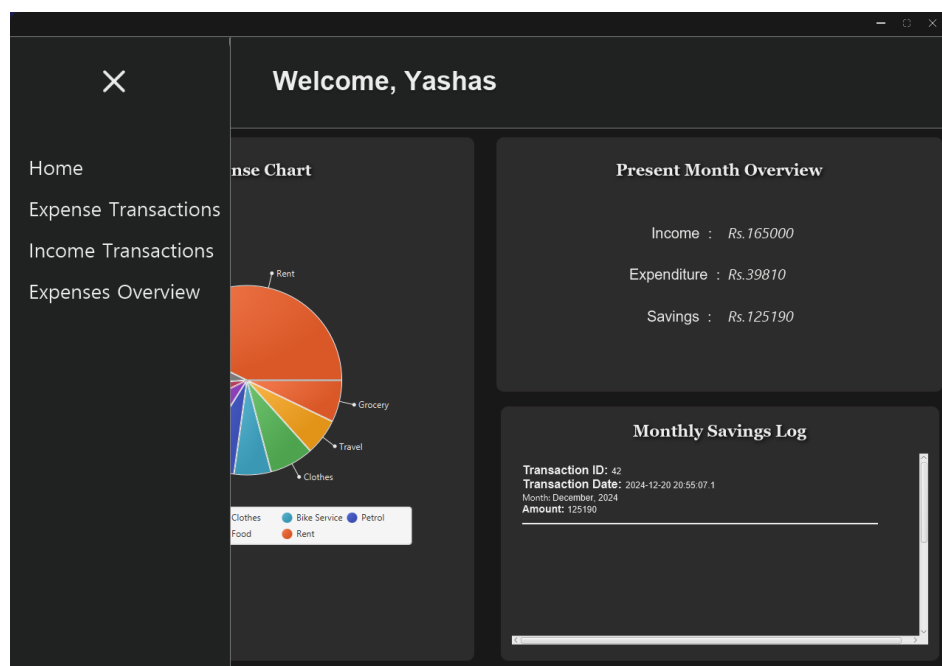 Welcome, Yashas
Home
Expense Transactions
Income Transactions
Expenses Overview
nse Chart
Rent
Grocery
Travel
Clothes
Clothes Bike Service Petrol
Food Rent
Present Month Overview
Income : Rs.165000
Expenditure : Rs.39810
Savings : Rs.125190
Monthly Savings Log
Transaction ID: 42
Transaction Date: 2024-12-20 20:55:07.1
Month: December, 2024
Amount: 125190